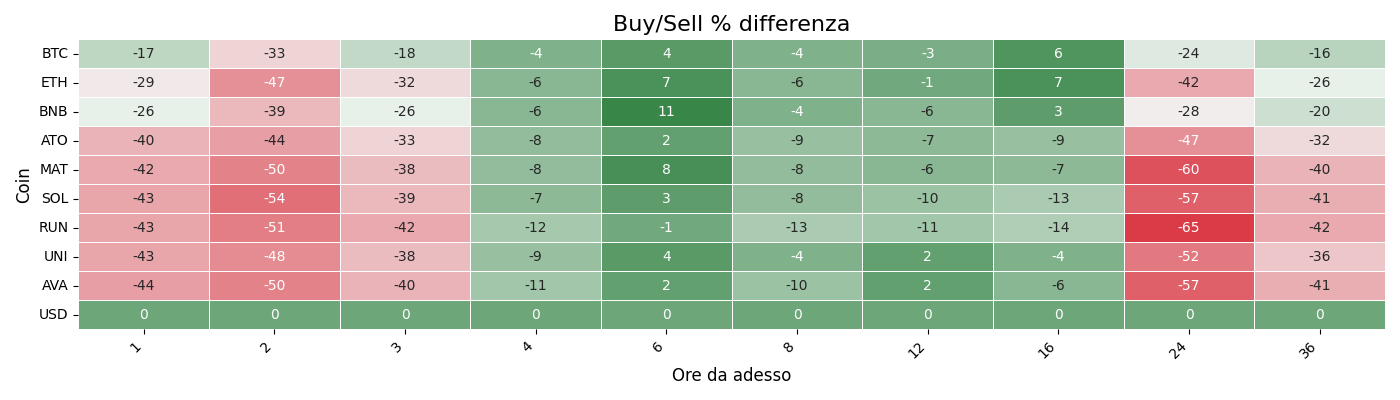 Buy/Sell % differenza
Coin
BTC -17 -33 -18 -4 4 -4 -3 6 -24 -16
ETH -29 -47 -32 -6 7 -6 -1 7 -42 -26
BNB -26 -39 -26 -6 11 -4 -6 3 -28 -20
ATO -40 -44 -33 -8 2 -9 -7 -9 -47 -32
MAT -42 -50 -38 -8 8 -8 -6 -7 -60 -40
SOL -43 -54 -39 -7 3 -8 -10 -13 -57 -41
RUN -43 -51 -42 -12 -1 -13 -11 -14 -65 -42
UNI -43 -48 -38 -9 4 -4 2 -4 -52 -36
AVA -44 -50 -40 -11 2 -10 2 -6 -57 -41
USD 0 0 0 0 0 0 0 0 0 0
1 2 3 4 6 8 12 16 24 36
Ore da adesso